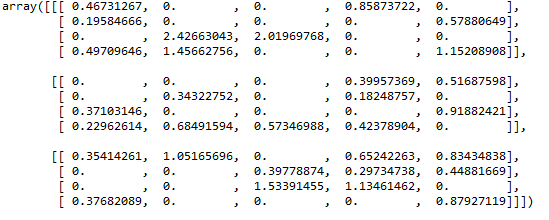 array([[[ 0.46731267, 0. , 0. , 0.85873722, 0. ],
[ 0.19584666, 0. , 0. , 0. , 0.57880649],
[ 0. , 2.42663043, 2.01969768, 0. , 0. ],
[ 0.49709646, 1.45662756, 0. , 0. , 1.15208908]],
[[ 0. , 0. , 0. , 0.39957369, 0.51687598],
[ 0. , 0.34322752, 0. , 0.18248757, 0. ],
[ 0.37103146, 0. , 0. , 0. , 0.91882421],
[ 0.22962614, 0.68491594, 0.57346988, 0.42378904, 0. ]],
[[ 0.35414261, 1.05165696, 0. , 0.65242263, 0.83434838],
[ 0. , 0. , 0.39778874, 0.29734738, 0.44881669],
[ 0. , 0. , 1.53391455, 1.13461462, 0. ],
[ 0.37682089, 0. , 0. , 0. , 0.87927119]]])